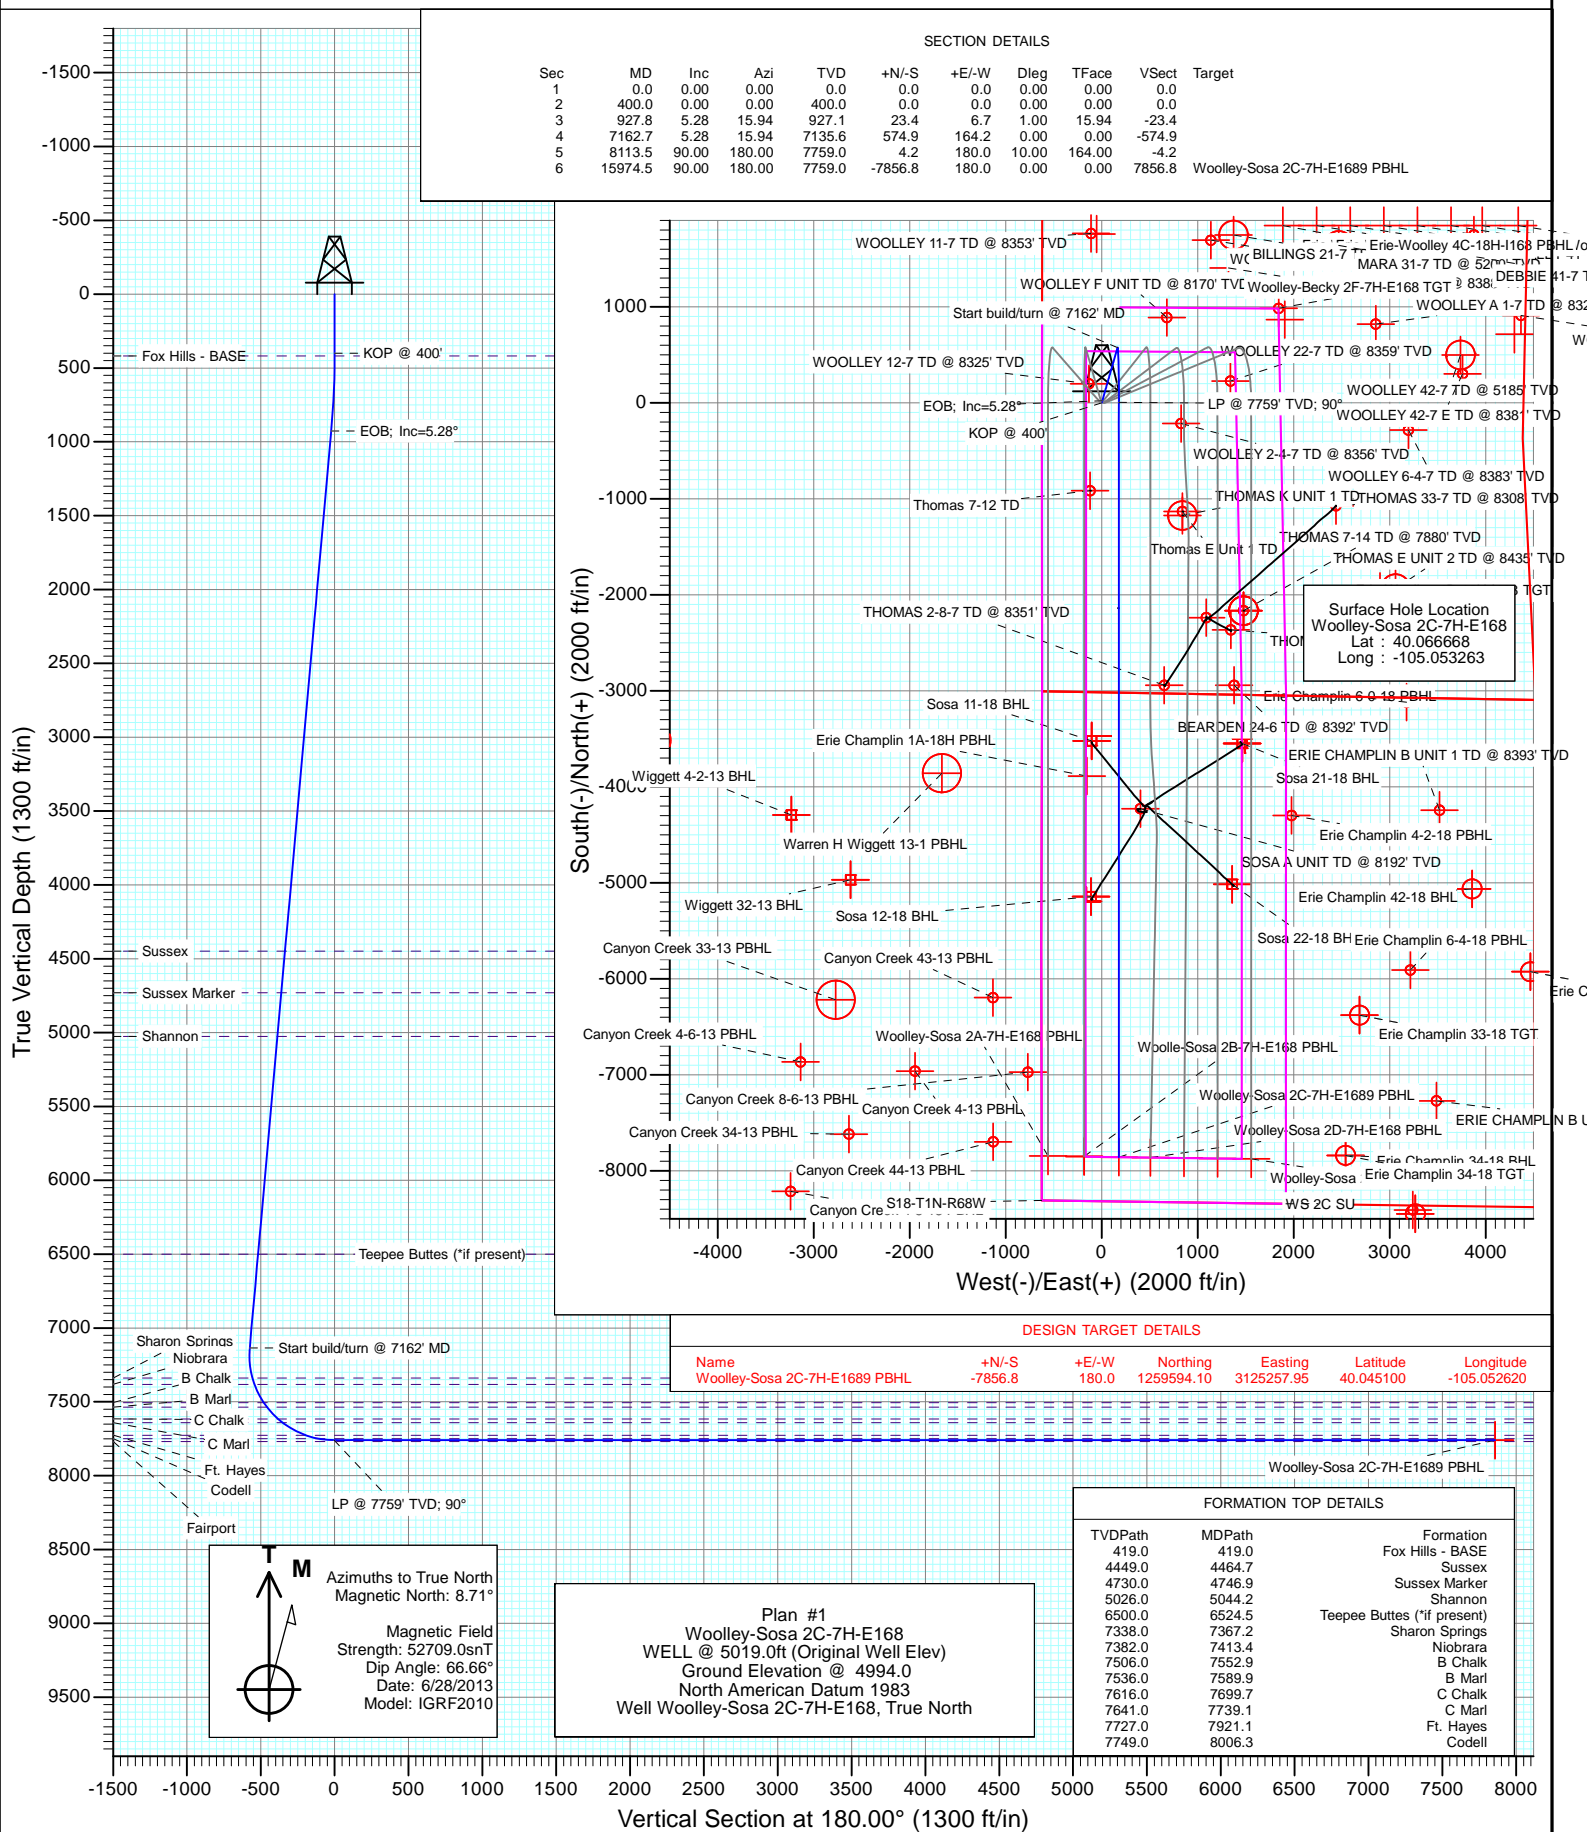 SECTION DETAILS
Sec MD Inc Azi TVD +N/-S +E/-W Dleg TFace VSect Target
1 0.0 0.00 0.00 0.0 0.0 0.0 0.00 0.00 0.0
2 400.0 0.00 0.00 400.0 0.0 0.0 0.00 0.00 0.0
3 927.8 5.28 15.94 927.1 23.4 6.7 1.00 15.94 -23.4
4 7162.7 5.28 15.94 7135.6 574.9 164.2 0.00 0.00 -574.9
5 8113.5 90.00 180.00 7759.0 4.2 180.0 10.00 164.00 -4.2
6 15974.5 90.00 180.00 7759.0 -7856.8 180.0 0.00 0.00 7856.8 Woolley-Sosa 2C-7H-E1689 PBHL
True Vertical Depth (1300 ft/in)
-1500
-1000
-500
0
500
1000
1500
2000
2500
3000
3500
4000
4500
5000
5500
6000
6500
7000
7500
8000
8500
9000
9500
Fox Hills - BASE
KOP @ 400'
EOB; Inc=5.28°
Sussex
Sussex Marker
Shannon
Teepee Buttes (*if present)
Start build/turn @ 7162' MD
Sharon Springs
Niobrara
B Chalk
B Marl
C Chalk
C Marl
Ft. Hayes
Codell
Fairport
LP @ 7759' TVD; 90°
Woolley-Sosa 2C-7H-E1689 PBHL
-1500 -1000 -500 0 500 1000 1500 2000 2500 3000 3500 4000 4500 5000 5500 6000 6500 7000 7500 8000
Vertical Section at 180.00° (1300 ft/in)
South(-)/North(+) (2000 ft/in)
1000
0
-1000
-2000
-3000
-4000
-5000
-6000
-7000
-8000
-4000 -3000 -2000 -1000 0 1000 2000 3000 4000
West(-)/East(+) (2000 ft/in)
WOOLLEY 11-7 TD @ 8353' TVD
Erie-Woolley 4C-18H-I168 PBHL
BILLINGS 21-7
MARA 31-7 TD @
DEBBIE 41-7
WOOLLEY F UNIT TD @ 8170' TVD
Woolley-Becky 2F-7H-E168 TGT
WOOLLEY A 1-7 TD @
Start build/turn @ 7162' MD
WOOLLEY 12-7 TD @ 8325' TVD
WOOLLEY 22-7 TD @ 8359' TVD
WOOLLEY 42-7 TD @ 5185' TVD
EOB; Inc=5.28°
LP @ 7759' TVD; 90°
WOOLLEY 42-7 E TD @ 8381' TVD
KOP @ 400'
WOOLLEY 2-4-7 TD @ 8356' TVD
WOOLLEY 6-4-7 TD @ 8383' TVD
Thomas 7-12 TD
THOMAS K UNIT 1 TD
THOMAS 33-7 TD @ 8308' TVD
THOMAS 7-14 TD @ 7880' TVD
Thomas E Unit 1 TD
THOMAS E UNIT 2 TD @ 8435' TVD
TGT
THOMAS 2-8-7 TD @ 8351' TVD
Surface Hole Location
Woolley-Sosa 2C-7H-E168
Lat : 40.066668
Long : -105.053263
Erie Champlin 6-0-18 PBHL
Sosa 11-18 BHL
BEARDEN 24-6 TD @ 8392' TVD
Erie Champlin 1A-18H PBHL
ERIE CHAMPLIN B UNIT 1 TD @ 8393' TVD
Wiggett 4-2-13 BHL
Sosa 21-18 BHL
Erie Champlin 4-2-18 PBHL
Warren H Wiggett 13-1 PBHL
SOSA A UNIT TD @ 8192' TVD
Wiggett 32-13 BHL
Sosa 12-18 BHL
Erie Champlin 42-18 BHL
Sosa 22-18 BH
Erie Champlin 6-4-18 PBHL
Canyon Creek 33-13 PBHL
Canyon Creek 43-13 PBHL
Canyon Creek 4-6-13 PBHL
Woolley-Sosa 2A-7H-E168 PBHL
Woolle-Sosa 2B-7H-E168 PBHL
Erie Champlin 33-18 TGT
Canyon Creek 8-6-13 PBHL
Canyon Creek 4-13 PBHL
Woolley-Sosa 2C-7H-E1689 PBHL
ERIE CHAMPLIN B U
Canyon Creek 34-13 PBHL
Woolley-Sosa 2D-7H-E168 PBHL
Canyon Creek 44-13 PBHL
Woolley-Sosa
Erie Champlin 34-18 BHL
Erie Champlin 34-18 TGT
S18-T1N-R68W
WS 2C SU
DESIGN TARGET DETAILS
Name +N/-S +E/-W Northing Easting Latitude Longitude
Woolley-Sosa 2C-7H-E1689 PBHL -7856.8 180.0 1259594.10 3125257.95 40.045100 -105.052620
FORMATION TOP DETAILS
TVDPath MDPath Formation
419.0 419.0 Fox Hills - BASE
4449.0 4464.7 Sussex
4730.0 4746.9 Sussex Marker
5026.0 5044.2 Shannon
6500.0 6524.5 Teepee Buttes (*if present)
7338.0 7367.2 Sharon Springs
7382.0 7413.4 Niobrara
7506.0 7552.9 B Chalk
7536.0 7589.9 B Marl
7616.0 7699.7 C Chalk
7641.0 7739.1 C Marl
7727.0 7921.1 Ft. Hayes
7749.0 8006.3 Codell
T
M
Azimuths to True North
Magnetic North: 8.71°
Magnetic Field
Strength: 52709.0snT
Dip Angle: 66.66°
Date: 6/28/2013
Model: IGRF2010
Plan #1
Woolley-Sosa 2C-7H-E168
WELL @ 5019.0ft (Original Well Elev)
Ground Elevation @ 4994.0
North American Datum 1983
Well Woolley-Sosa 2C-7H-E168, True North